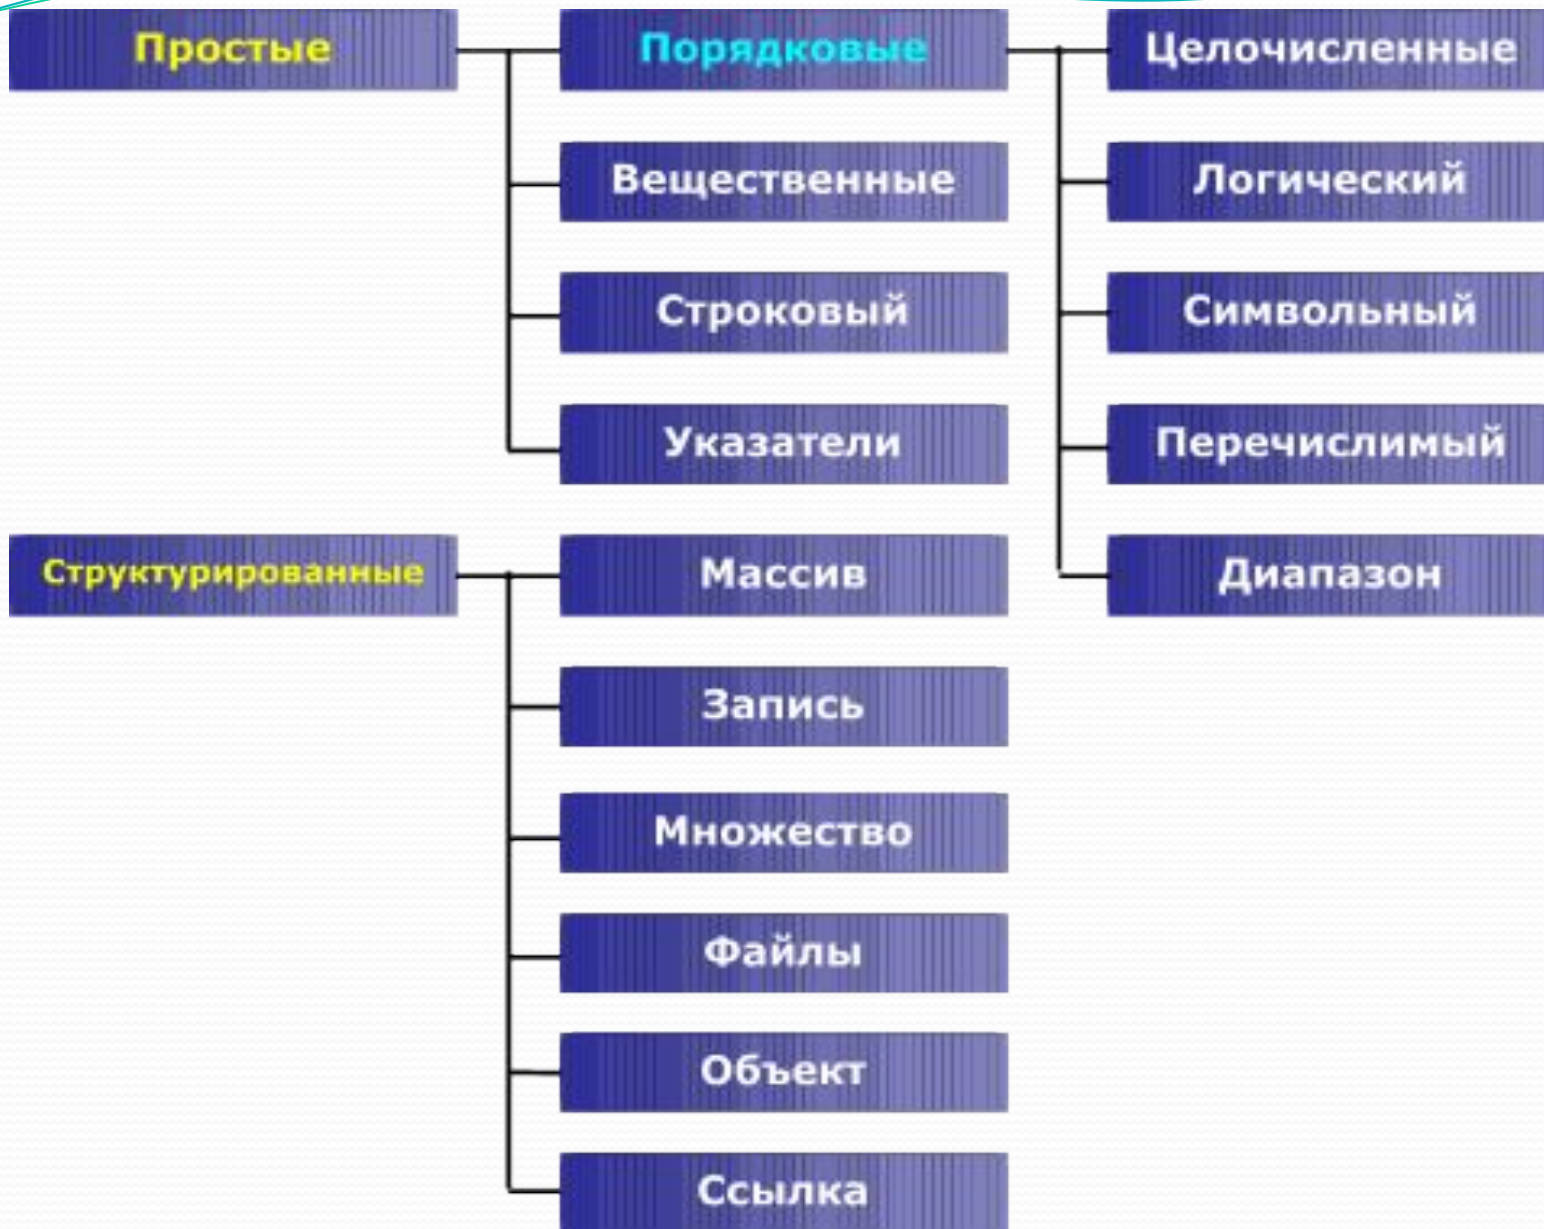 Простые
Порядковые
Целочисленные
Вещественные
Логический
Строковый
Символьный
Указатели
Перечислимый
Структурированные
Массив
Диапазон
Запись
Множество
Файлы
Объект
Ссылка